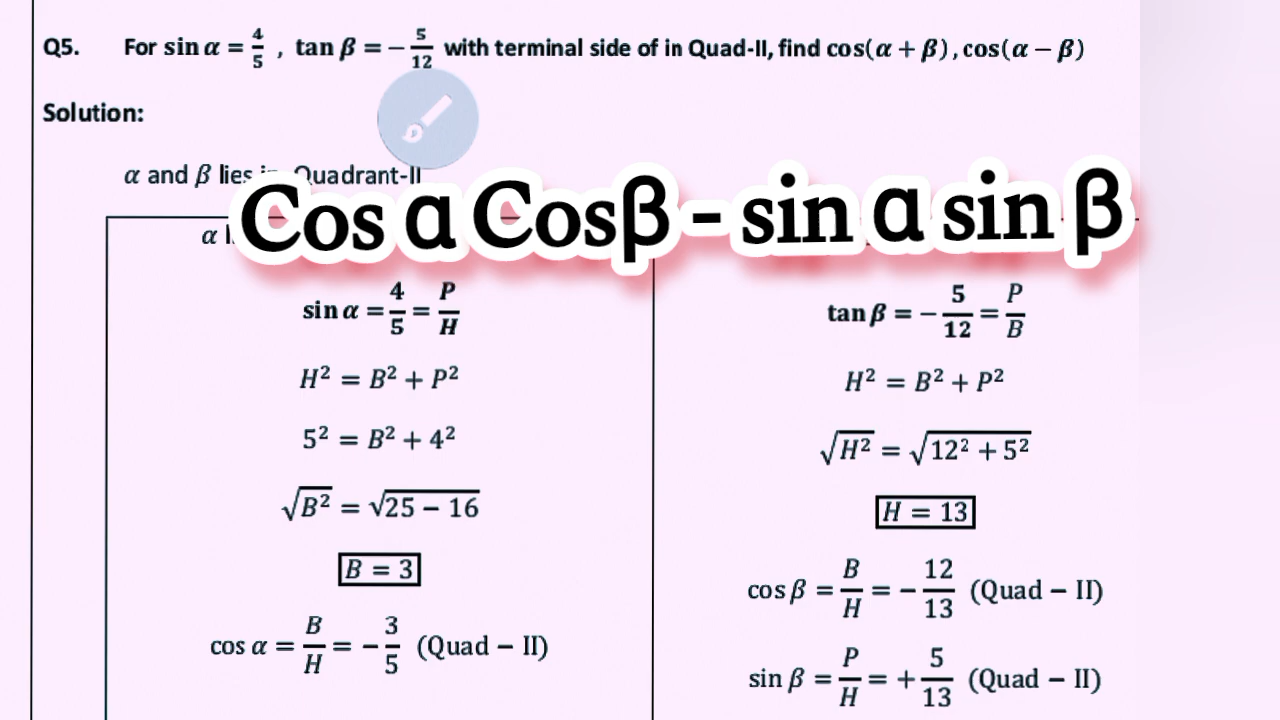 Q5. For sin α = 4/5 , tan β = − 5/12 with terminal side of in Quad-II, find cos(α + β), cos(α − β)
Solution:
α and β lies in Quadrant-II
Cos α Cosβ - sin α sin β
α
sin α = 4/5 = P/H
H² = B² + P²
5² = B² + 4²
√B² = √25 − 16
B = 3
cos α = B/H = − 3/5 (Quad − II)
tan β = − 5/12 = P/B
H² = B² + P²
√H² = √12² + 5²
H = 13
cos β = B/H = − 12/13 (Quad − II)
sin β = P/H = + 5/13 (Quad − II)